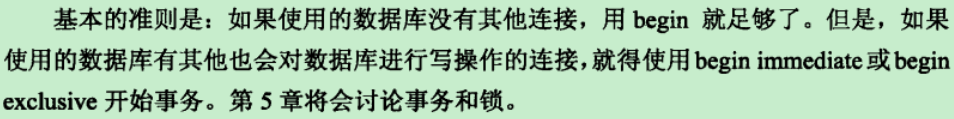 基本的准则是：如果使用的数据库没有其他连接，用 begin 就足够了。但是，如果
使用的数据库有其他也会对数据库进行写操作的连接，就得使用 begin immediate 或 begin
exclusive 开始事务。第 5 章将会讨论事务和锁。